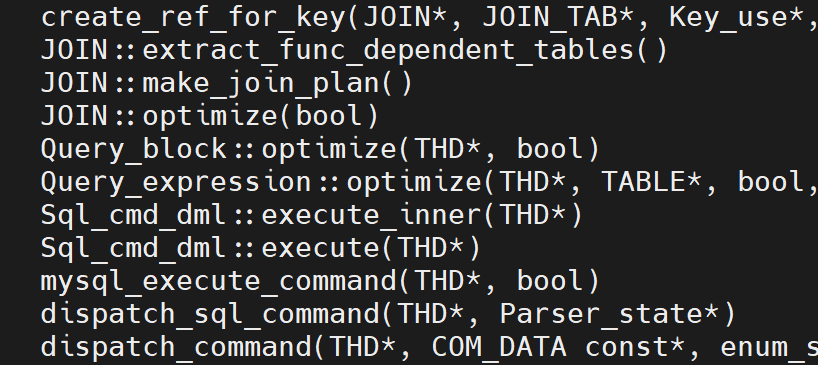 create_ref_for_key(JOIN*, JOIN_TAB*, Key_use*,
JOIN::extract_func_dependent_tables()
JOIN::make_join_plan()
JOIN::optimize(bool)
Query_block::optimize(THD*, bool)
Query_expression::optimize(THD*, TABLE*, bool,
Sql_cmd_dml::execute_inner(THD*)
Sql_cmd_dml::execute(THD*)
mysql_execute_command(THD*, bool)
dispatch_sql_command(THD*, Parser_state*)
dispatch_command(THD*, COM_DATA const*, enum_s